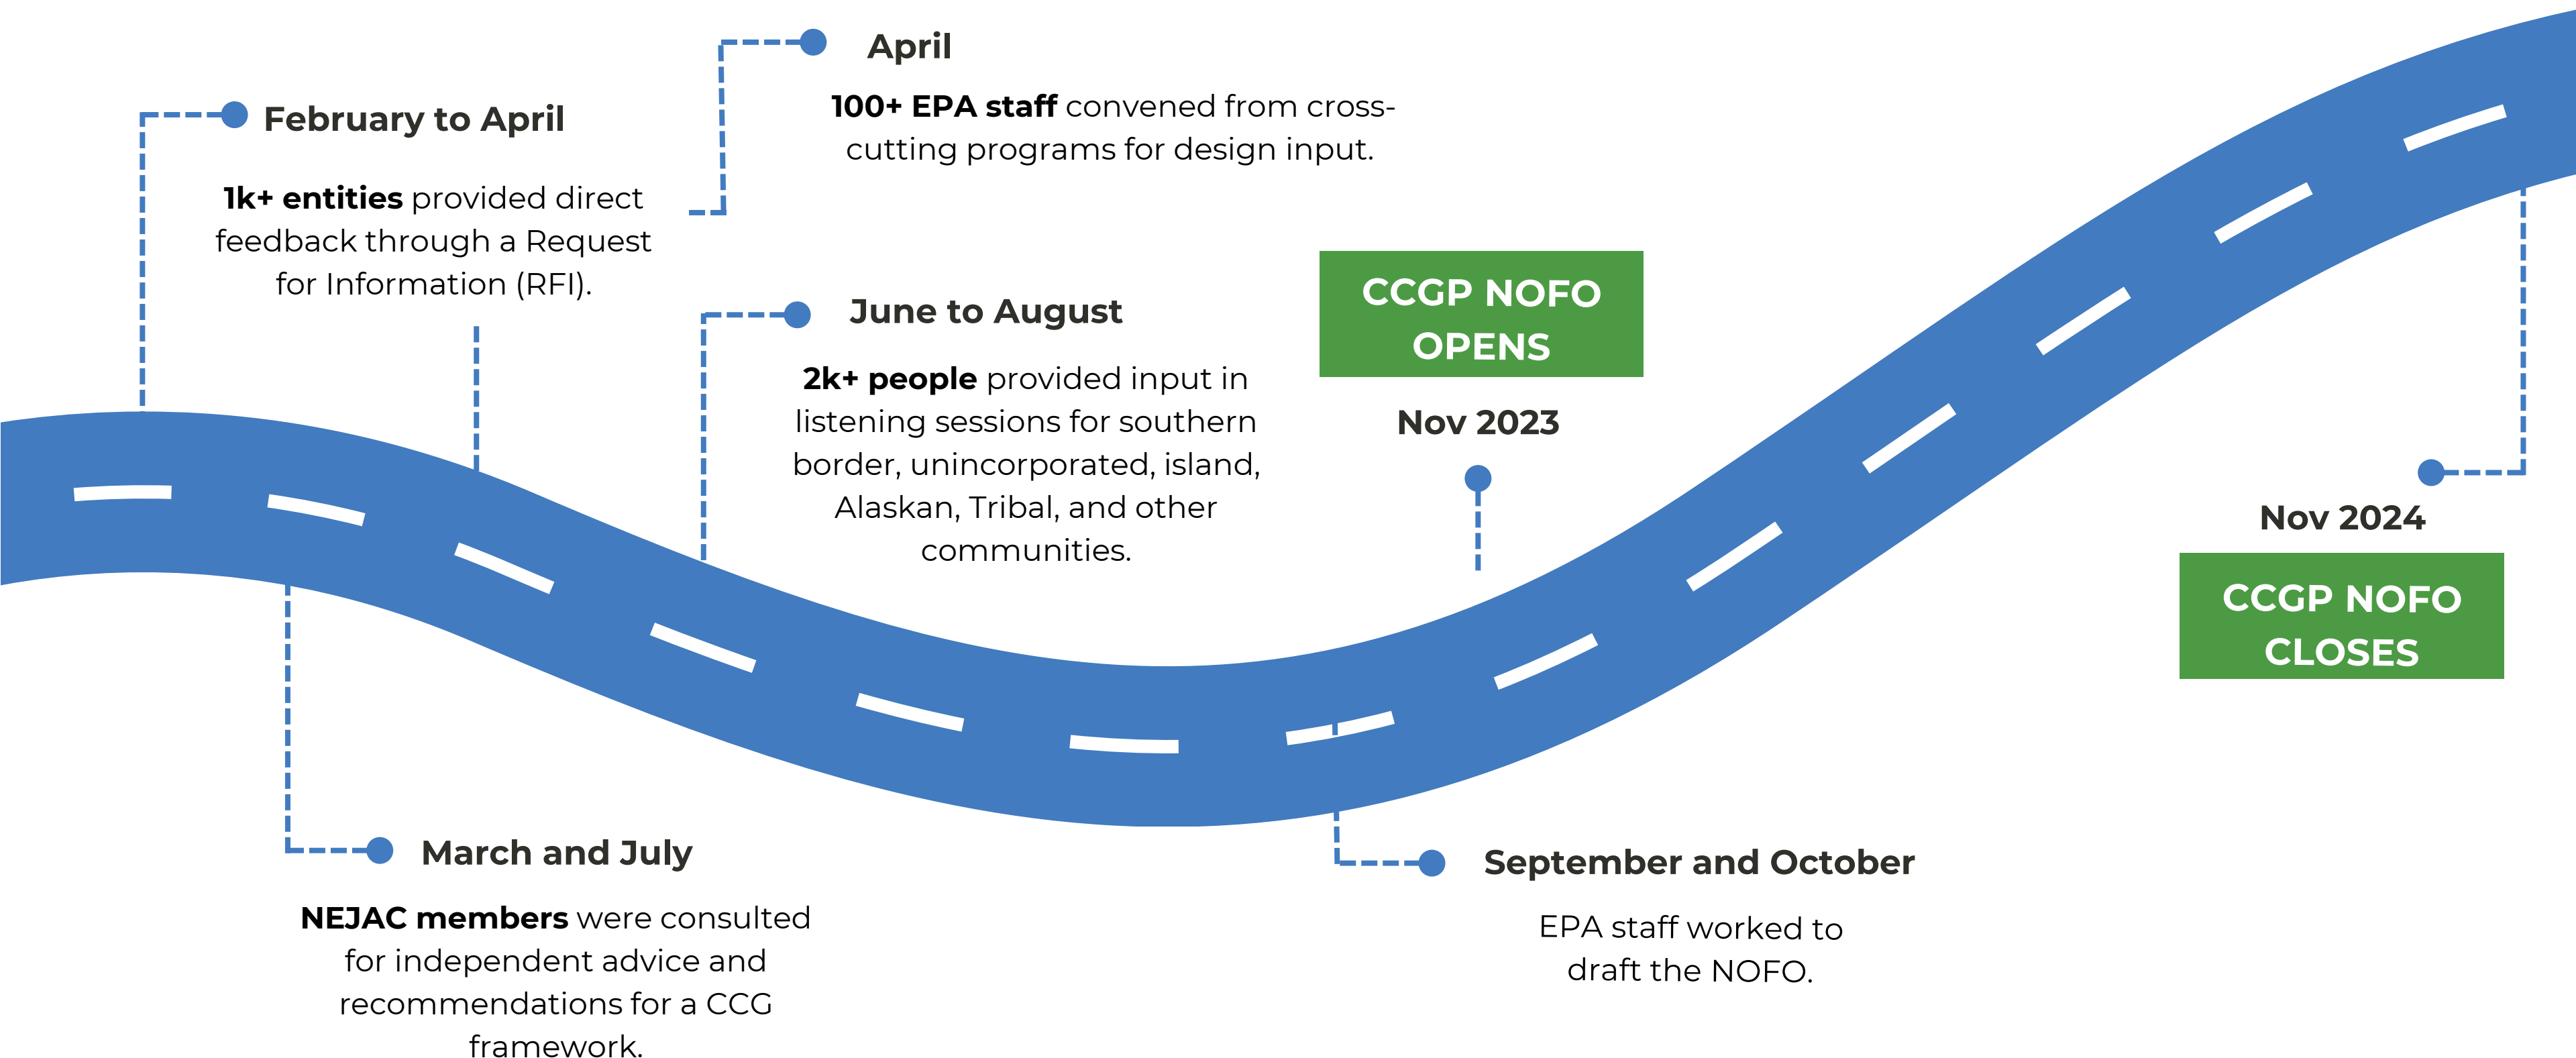 February to April
1k+ entities provided direct
feedback through a Request
for Information (RFI).
April
100+ EPA staff convened from cross-
cutting programs for design input.
March and July
NEJAC members were consulted
for independent advice and
recommendations for a CCG
framework.
June to August
2k+ people provided input in
listening sessions for southern
border, unincorporated, island,
Alaskan, Tribal, and other
communities.
September and October
EPA staff worked to
draft the NOFO.
CCGP NOFO
OPENS
Nov 2023
Nov 2024
CCGP NOFO
CLOSES